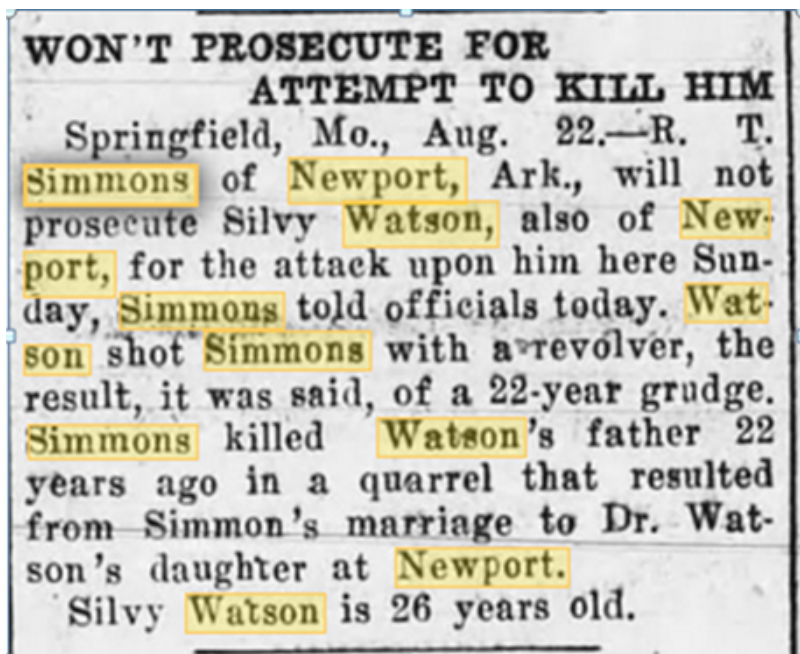 WON'T PROSECUTE FOR
ATTEMPT TO KILL HIM
Springfield, Mo., Aug. 22.—R. T.
Simmons of Newport, Ark., will not
prosecute Silvy Watson, also of New-
port, for the attack upon him here Sun-
day, Simmons told officials today. Wat-
son shot Simmons with a revolver, the
result, it was said, of a 22-year grudge.
Simmons killed Watson's father 22
years ago in a quarrel that resulted
from Simmon's marriage to Dr. Wat-
son's daughter at Newport.
Silvy Watson is 26 years old.